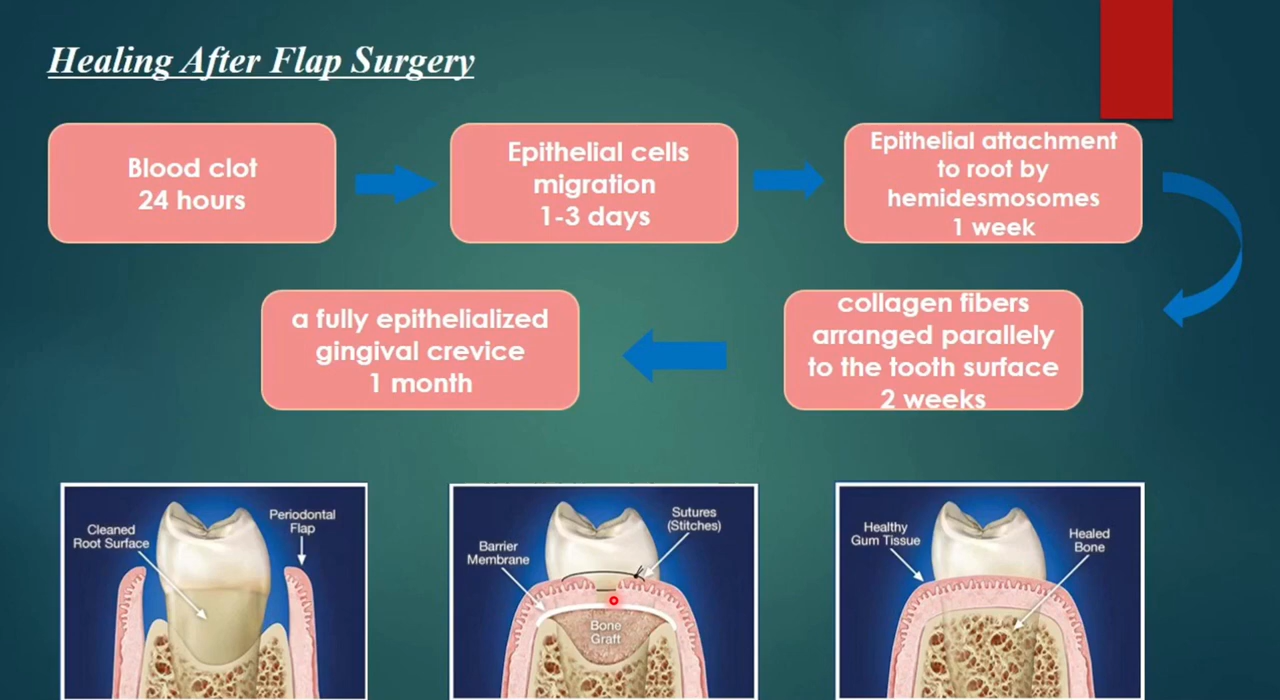 Healing After Flap Surgery
Blood clot
24 hours
Epithelial cells
migration
1-3 days
Epithelial attachment
to root by
hemidesmosomes
1 week
collagen fibers
arranged parallely
to the tooth surface
2 weeks
a fully epithelialized
gingival crevice
1 month
Cleaned
Root Surface
Periodontal
Flap
Barrier
Membrane
Sutures
(Stitches)
Bone
Graft
Healthy
Gum Tissue
Healed
Bone